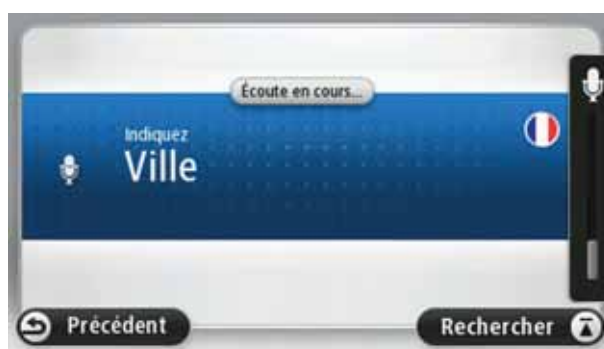 Écoute en cours...
Indiquez
Ville
Précédent
Rechercher